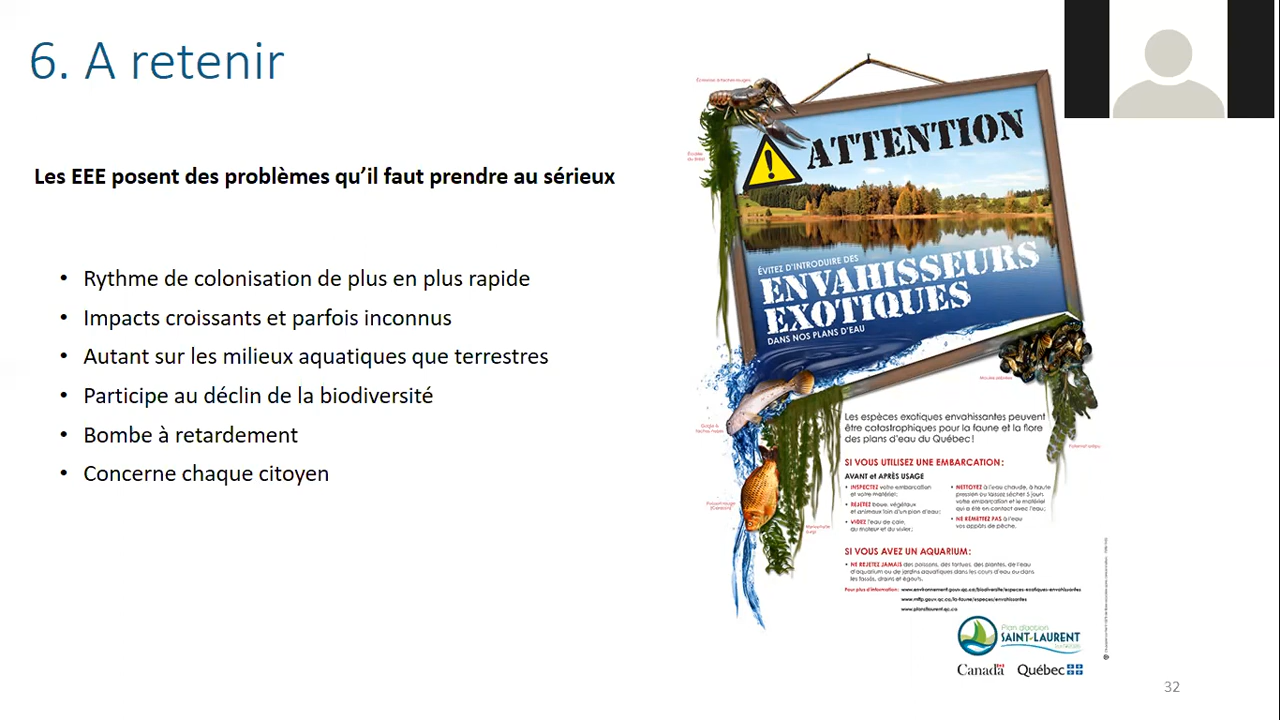 6. A retenir
Les EEE posent des problèmes qu’il faut prendre au sérieux
• Rythme de colonisation de plus en plus rapide
• Impacts croissants et parfois inconnus
• Autant sur les milieux aquatiques que terrestres
• Participe au déclin de la biodiversité
• Bombe à retardement
• Concerne chaque citoyen
ATTENTION
ÉVITEZ D'INTRODUIRE DES
ENVAHISSEURS
EXOTIQUES
DANS NOS PLANS D'EAU
Les espèces exotiques envahissantes peuvent
être catastrophiques pour la faune et la flore
des plans d'eau du Québec!
SI VOUS UTILISEZ UNE EMBARCATION:
AVANT et APRÈS USAGE
• INSPECTEZ votre embarcation
et votre matériel;
• REJETEZ boue, végétaux
et animaux loin d'un plan d'eau;
• VIDEZ l'eau de cale,
du moteur et du vivier;
• NETTOYEZ à l'eau chaude, à haute
pression ou laissez sécher 5 jours
votre embarcation et le matériel
qui a été en contact avec l'eau;
• NE REMETTEZ PAS à l'eau
vos appâts de pêche.
SI VOUS AVEZ UN AQUARIUM:
• NE REJETEZ JAMAIS des poissons, des tortues, des plantes, de l'eau
d'aquarium ou de jardins aquatiques dans les cours d'eau ou dans
les fossés, drains et égouts.
Pour plus d'information: www.environnement.gouv.qc.ca/biodiversite/especes-exotiques-envahissantes
www.mffp.gouv.qc.ca/la-faune/especes/envahissantes
www.planstlaurent.qc.ca
Plan d'action
SAINT-LAURENT
Canada
Québec
32